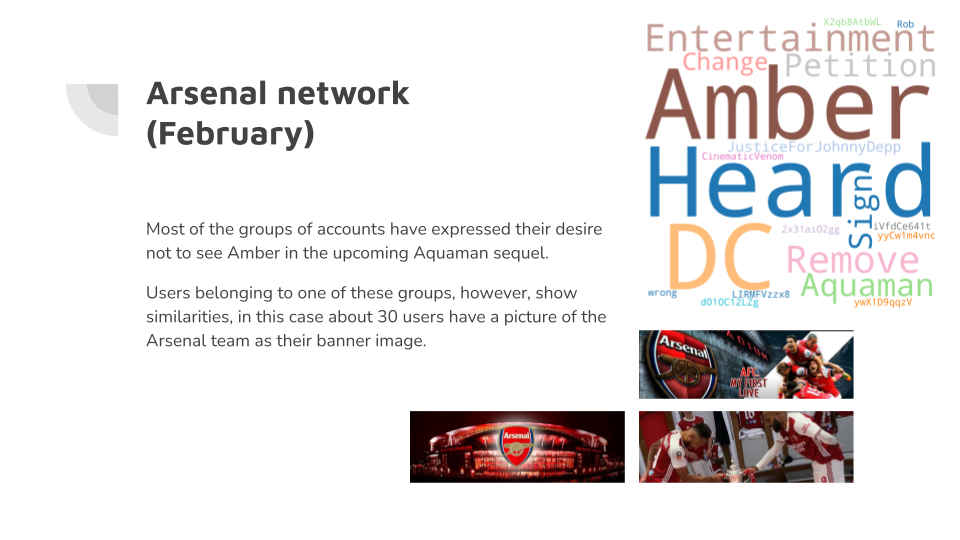 Arsenal network
(February)
Most of the groups of accounts have expressed their desire
not to see Amber in the upcoming Aquaman sequel.
Users belonging to one of these groups, however, show
similarities, in this case about 30 users have a picture of the
Arsenal team as their banner image.
X2qb8AtbWL
Rob
Entertainment
Change
Petition
Amber
JusticeForJohnnyDepp
CinematicVenom
Heard
Sign
DC
2x31aiO2gg
iVfdCe641t
yyCw1m4vnc
Remove
Aquaman
wrong
LIRMFVzzx8
d010C12LZg
ywX1D9qqzV
Arsenal
AFC
MY FIRST
LOVE
Arsenal